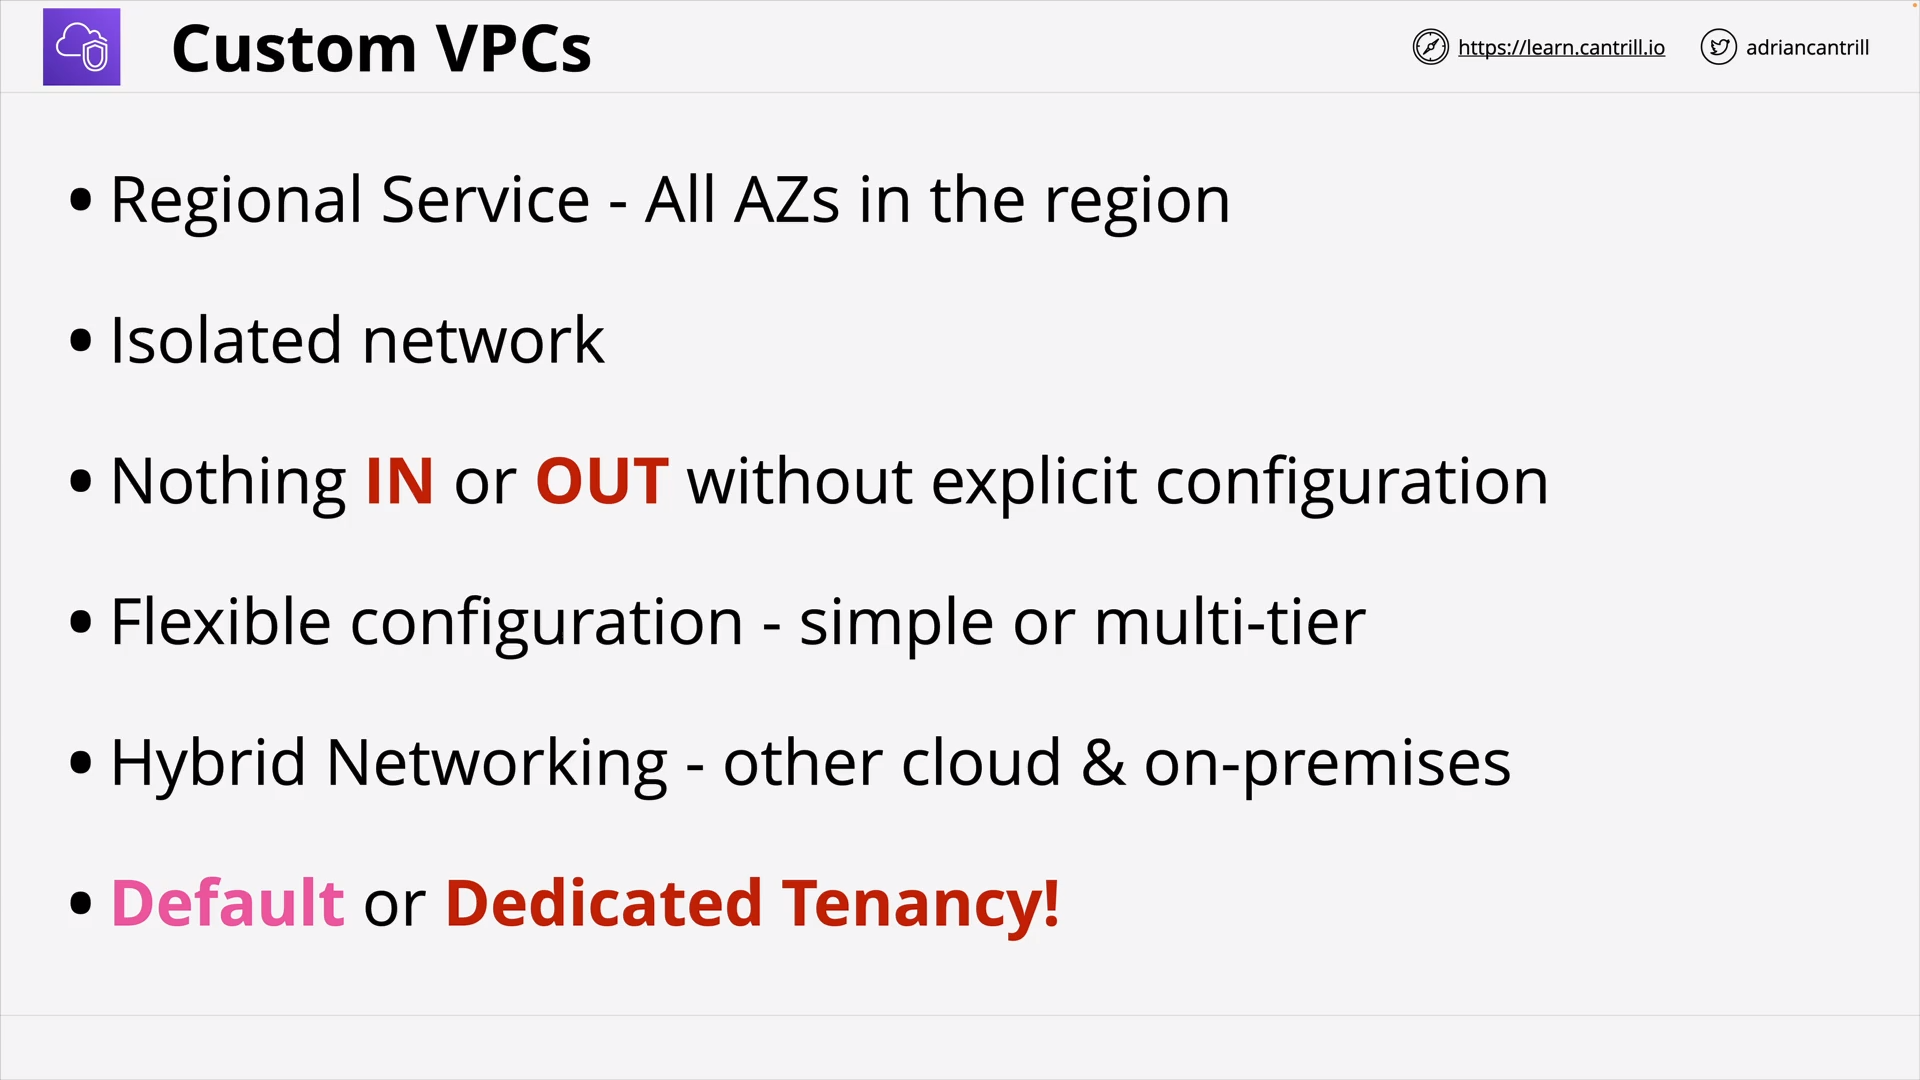 Custom VPCs
https://learn.cantrill.io
adriancantrill
• Regional Service - All AZs in the region
• Isolated network
• Nothing IN or OUT without explicit configuration
• Flexible configuration - simple or multi-tier
• Hybrid Networking - other cloud & on-premises
• Default or Dedicated Tenancy!